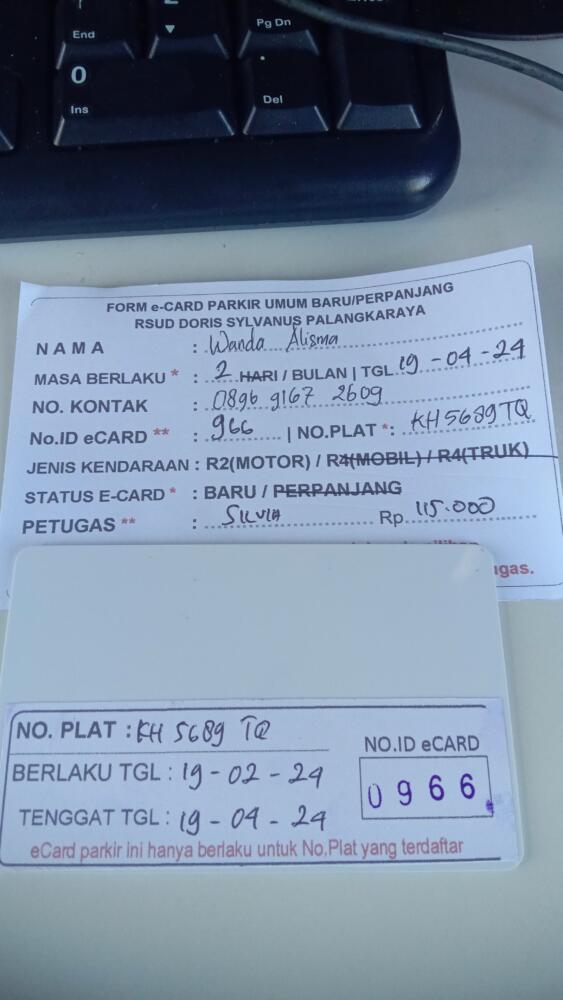 End
Pg Dn
0
Ins
.
Del
FORM e-CARD PARKIR UMUM BARU/PERPANJANG
RSUD DORIS SYLVANUS PALANGKARAYA
NAMA : Wanda Alisma
MASA BERLAKU * : 2 HARI / BULAN | TGL 19 - 04 - 24
NO. KONTAK : 0896 9167 2609
No.ID eCARD ** : 966 | NO.PLAT *: KH 5689 TQ
JENIS KENDARAAN : R2(MOTOR) / R4(MOBIL) / R4(TRUK)
STATUS E-CARD * : BARU / PERPANJANG
PETUGAS ** : SILVIA Rp 115.000
NO. PLAT : KH 5689 TQ
NO.ID eCARD
BERLAKU TGL : 19 - 02 - 24
0966
TENGGAT TGL : 19 - 04 - 24
eCard parkir ini hanya berlaku untuk No.Plat yang terdaftar